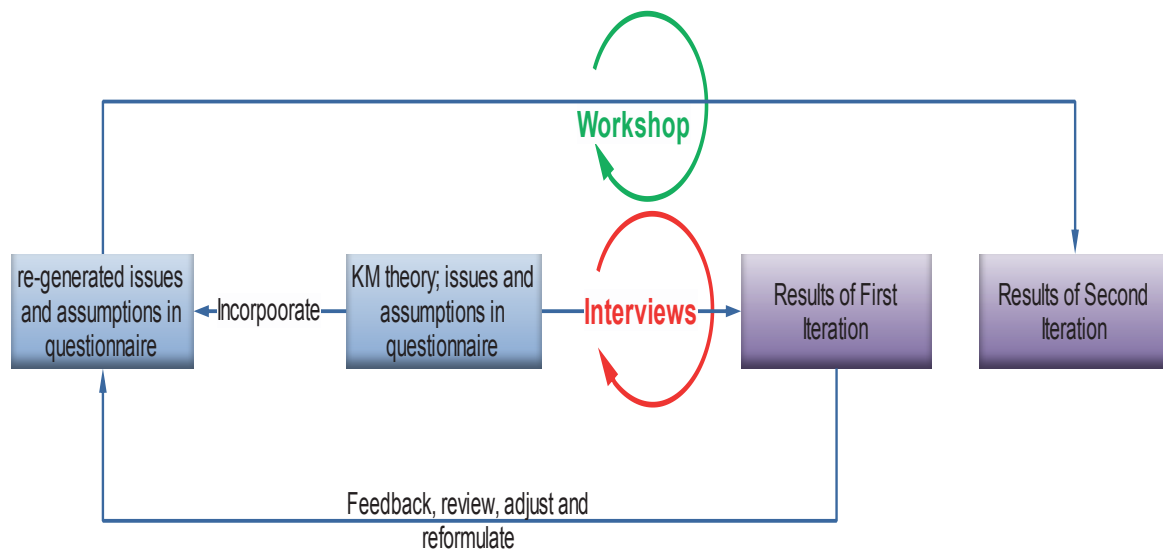 Workshop
re-generated issues
and assumptions in
questionnaire
Incorpoorate
KM theory; issues and
assumptions in
questionnaire
Interviews
Results of First
Iteration
Results of Second
Iteration
Feedback, review, adjust and
reformulate